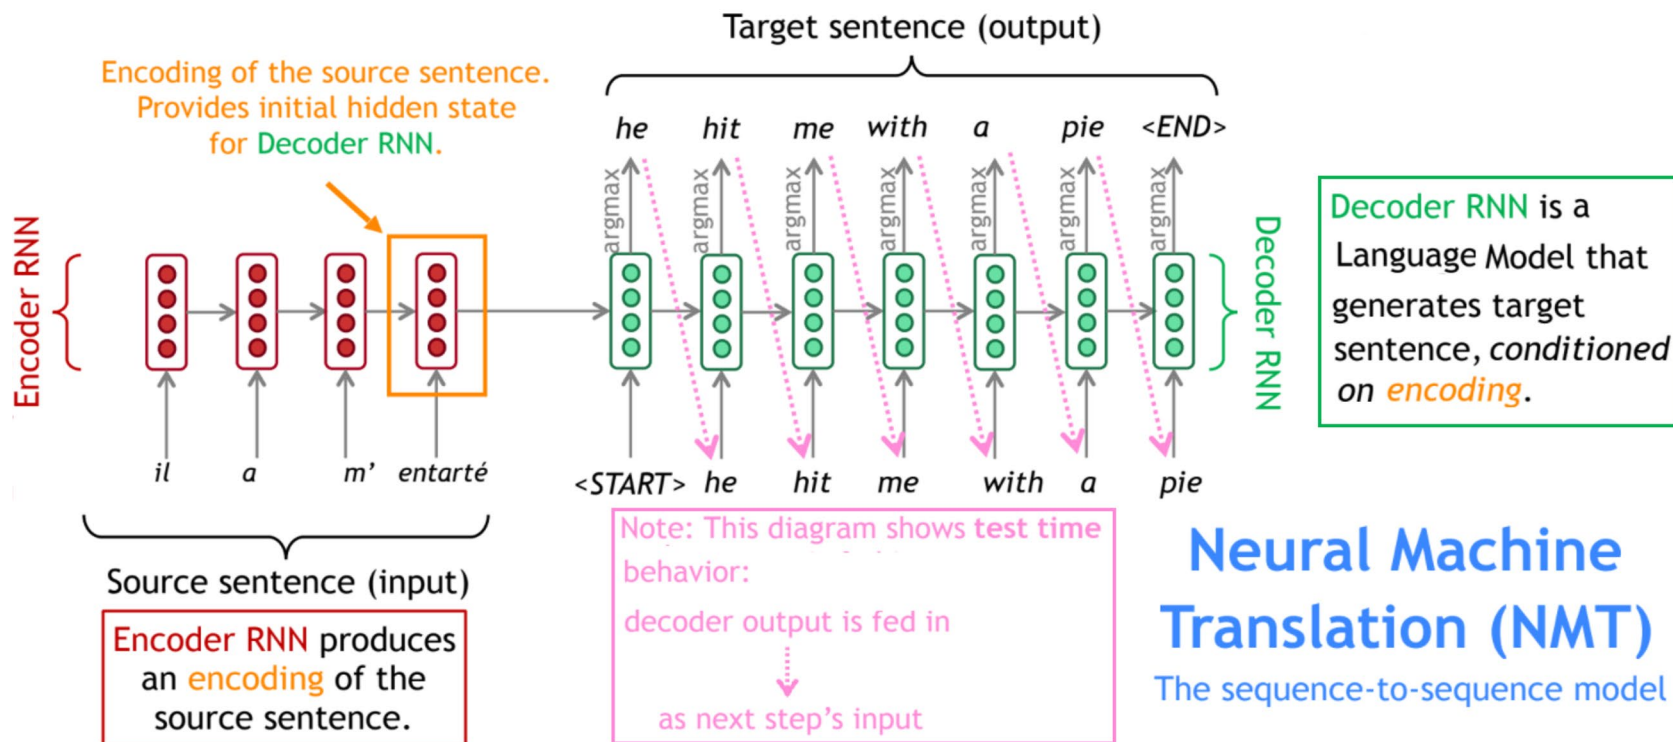 Target sentence (output)
Encoding of the source sentence.
Provides initial hidden state
for Decoder RNN.
he hit me with a pie <END>
argmax argmax argmax argmax argmax argmax argmax
Encoder RNN
Decoder RNN
Decoder RNN is a
Language Model that
generates target
sentence, conditioned
on encoding.
il a m’ entarté
<START> he hit me with a pie
Source sentence (input)
Encoder RNN produces
an encoding of the
source sentence.
Note: This diagram shows test time
behavior:
decoder output is fed in
as next step’s input
Neural Machine
Translation (NMT)
The sequence-to-sequence model